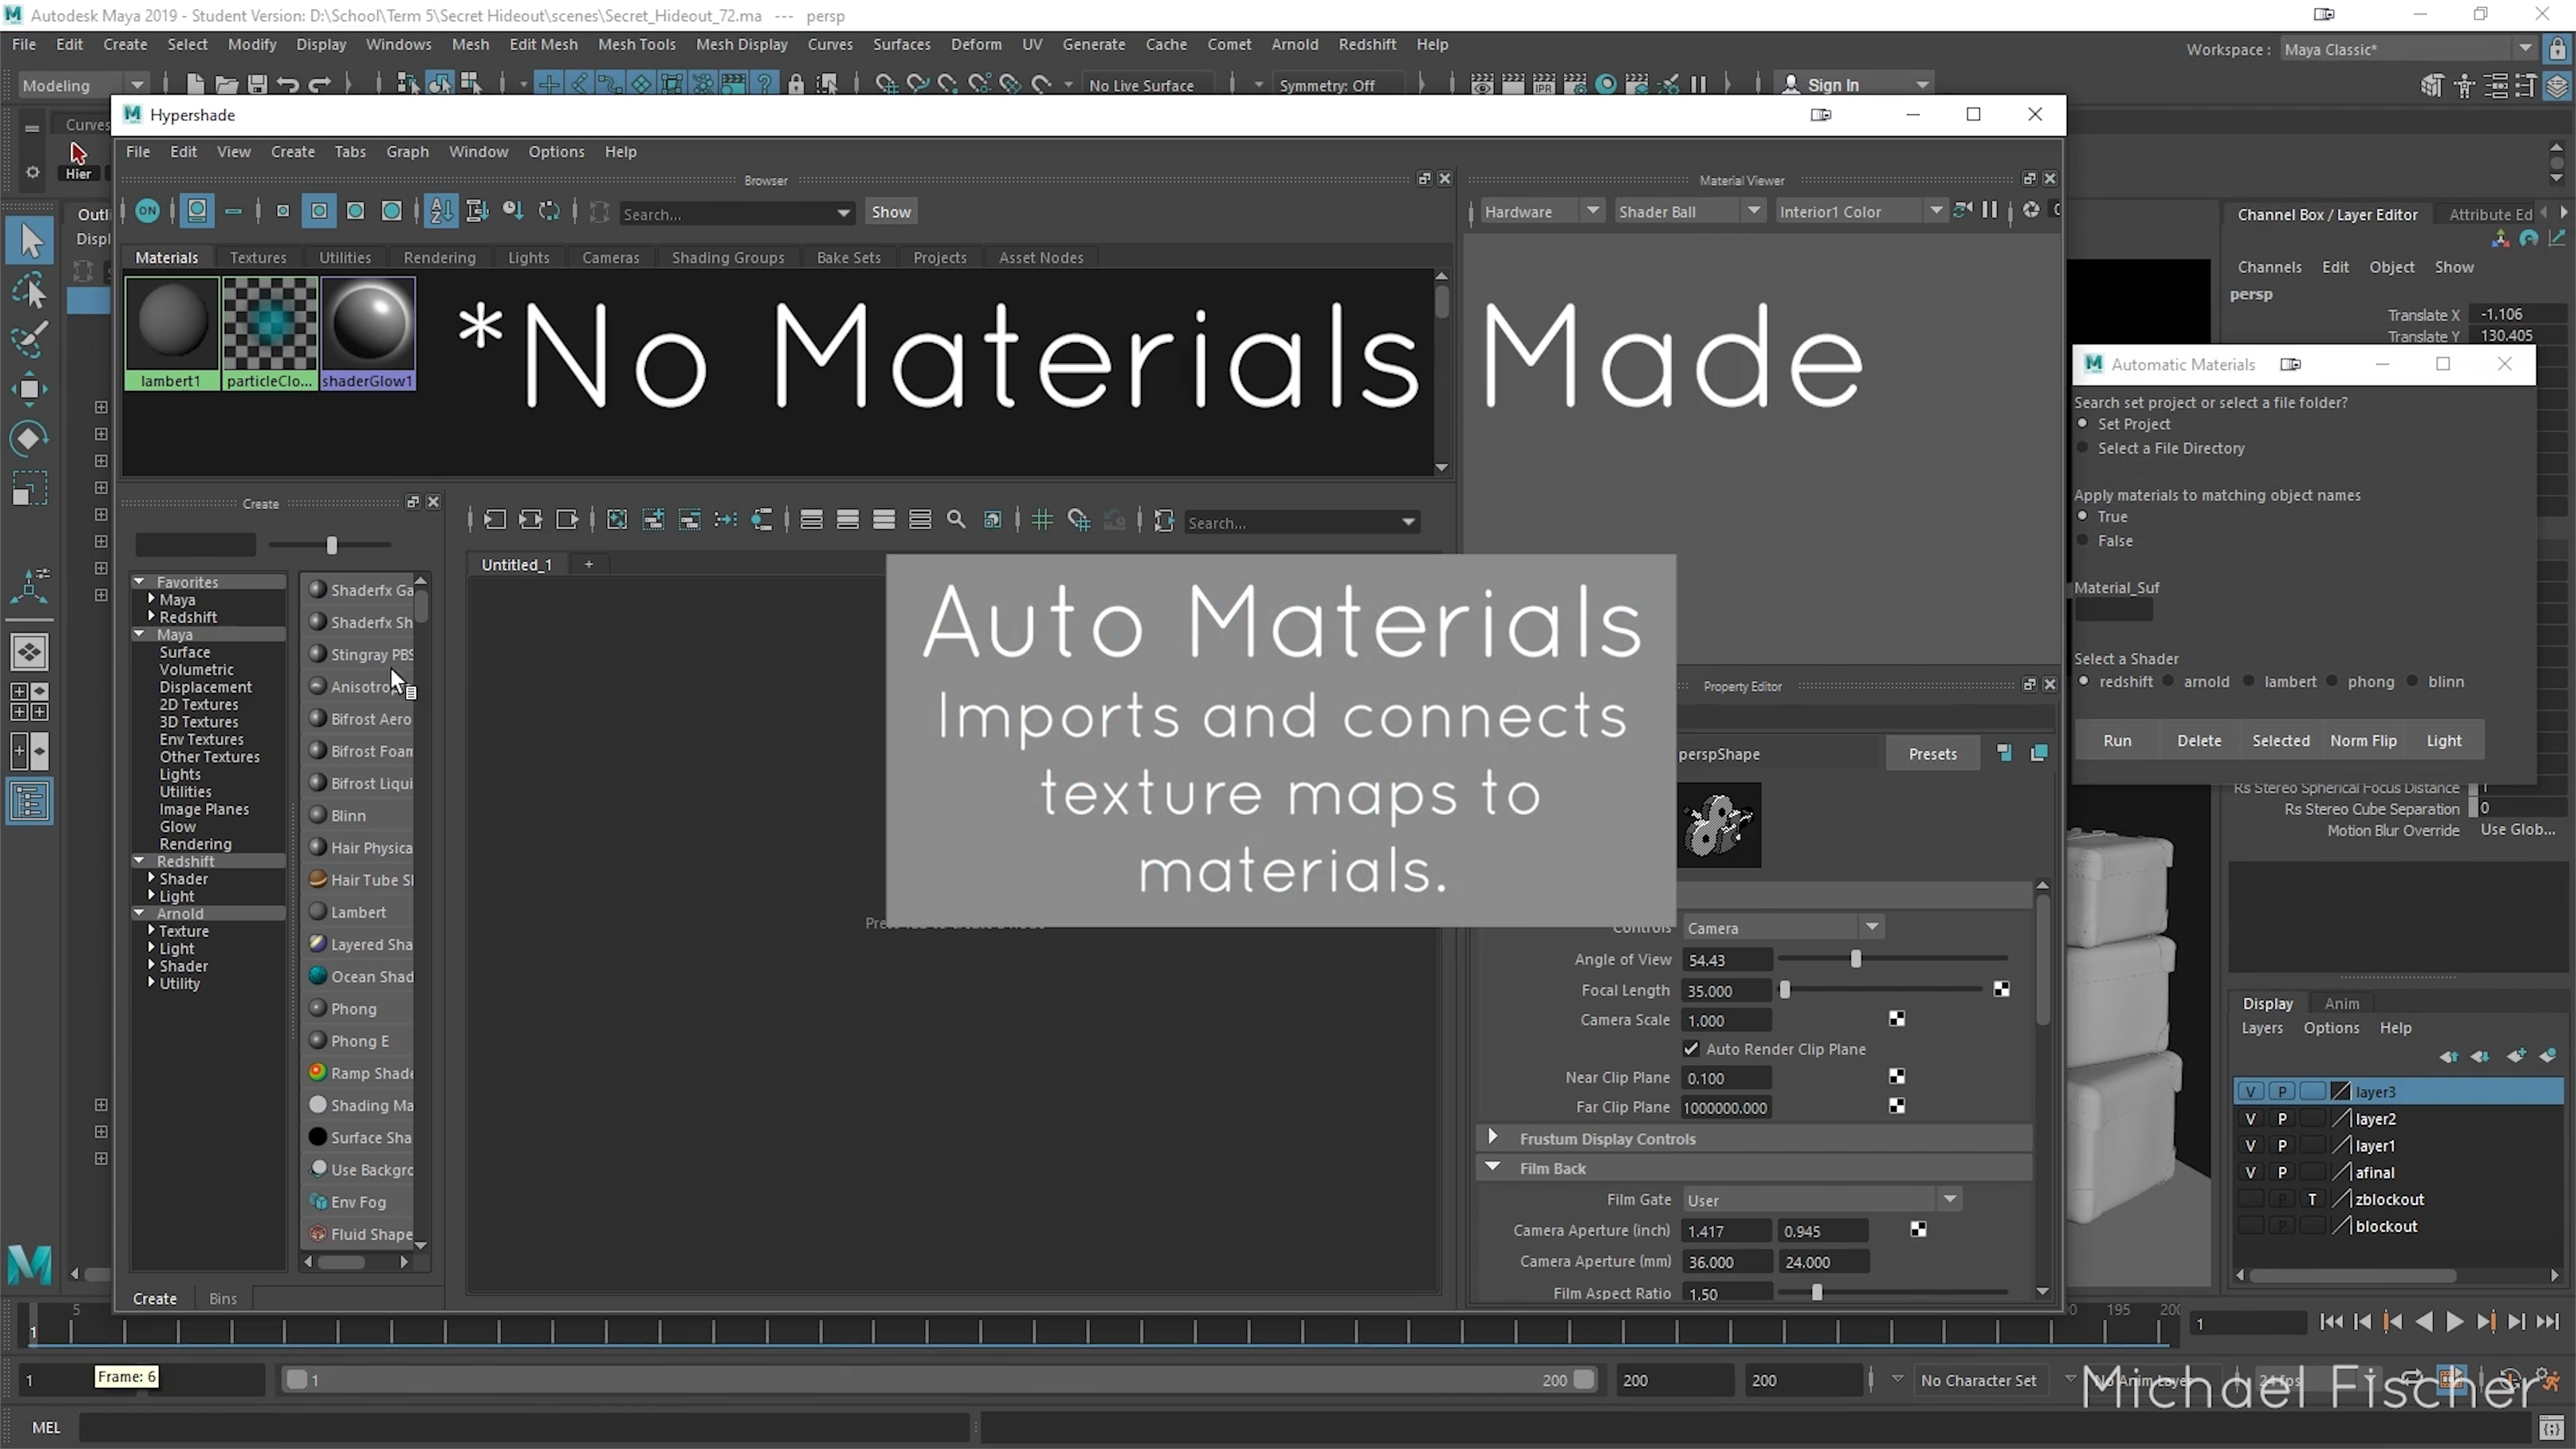 Autodesk Maya 2019 - Student Version: D:\School\Term 5\Secret Hideout\scenes\Secret_Hideout_72.ma --- persp
File Edit Create Select Modify Display Windows Mesh Edit Mesh Mesh Tools Mesh Display Curves Surfaces Deform UV Generate Cache Comet Arnold Redshift Help
Workspace : Maya Classic*
Modeling No Live Surface Symmetry: Off Sign In
Curves
Hypershade
Hier
File Edit View Create Tabs Graph Window Options Help
Browser
Material Viewer
ON Search... Show
Hardware Shader Ball Interior1 Color
Outl
Displ
Materials Textures Utilities Rendering Lights Cameras Shading Groups Bake Sets Projects Asset Nodes
lambert1 particleClo... shaderGlow1
*No Materials Made
Channel Box / Layer Editor Attribute Ed
Channels Edit Object Show
persp
Translate X -1.106
Translate Y 130.405
Automatic Materials
Search set project or select a file folder?
Set Project
Select a File Directory
Apply materials to matching object names
True
False
Material_Suf
Select a Shader
redshift arnold lambert phong blinn
Run Delete Selected Norm Flip Light
Rs Stereo Spherical Focus Distance 1
Rs Stereo Cube Separation 0
Motion Blur Override Use Glob...
Create
Search...
Untitled_1 +
Favorites
Maya
Redshift
Maya
Surface
Volumetric
Displacement
2D Textures
3D Textures
Env Textures
Other Textures
Lights
Utilities
Image Planes
Glow
Rendering
Redshift
Shader
Light
Arnold
Texture
Light
Shader
Utility
Shaderfx Ga
Shaderfx Sh
Stingray PBS
Anisotrop
Bifrost Aero
Bifrost Foam
Bifrost Liqui
Blinn
Hair Physica
Hair Tube Sh
Lambert
Layered Sha
Ocean Shad
Phong
Phong E
Ramp Shade
Shading Ma
Surface Sha
Use Backgro
Env Fog
Fluid Shape
Create Bins
Auto Materials
Imports and connects
texture maps to
materials.
Property Editor
perspShape Presets
Controls Camera
Angle of View 54.43
Focal Length 35.000
Camera Scale 1.000
Auto Render Clip Plane
Near Clip Plane 0.100
Far Clip Plane 1000000.000
Frustum Display Controls
Film Back
Film Gate User
Camera Aperture (inch) 1.417 0.945
Camera Aperture (mm) 36.000 24.000
Film Aspect Ratio 1.50
Display Anim
Layers Options Help
V P layer3
V P layer2
V P layer1
V P afinal
P T zblockout
P blockout
1 5 195 200 1
1 Frame: 6 1 200 200 200 No Character Set No Anim Layer 24 fps
Michael Fischer
MEL